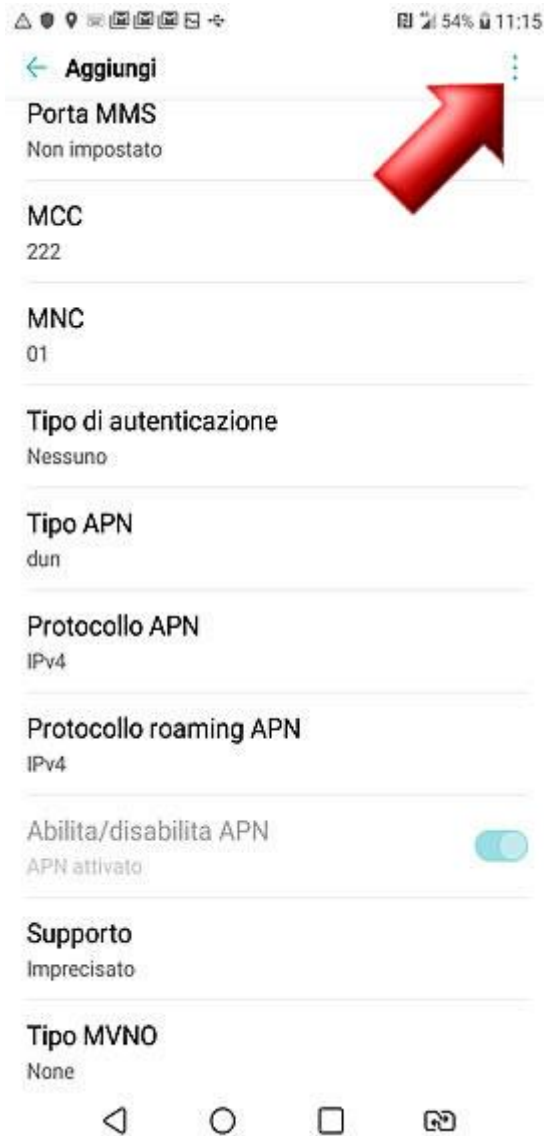 54% 11:15
Aggiungi
Porta MMS
Non impostato
MCC
222
MNC
01
Tipo di autenticazione
Nessuno
Tipo APN
dun
Protocollo APN
IPv4
Protocollo roaming APN
IPv4
Abilita/disabilita APN
APN attivato
Supporto
Imprecisato
Tipo MVNO
None